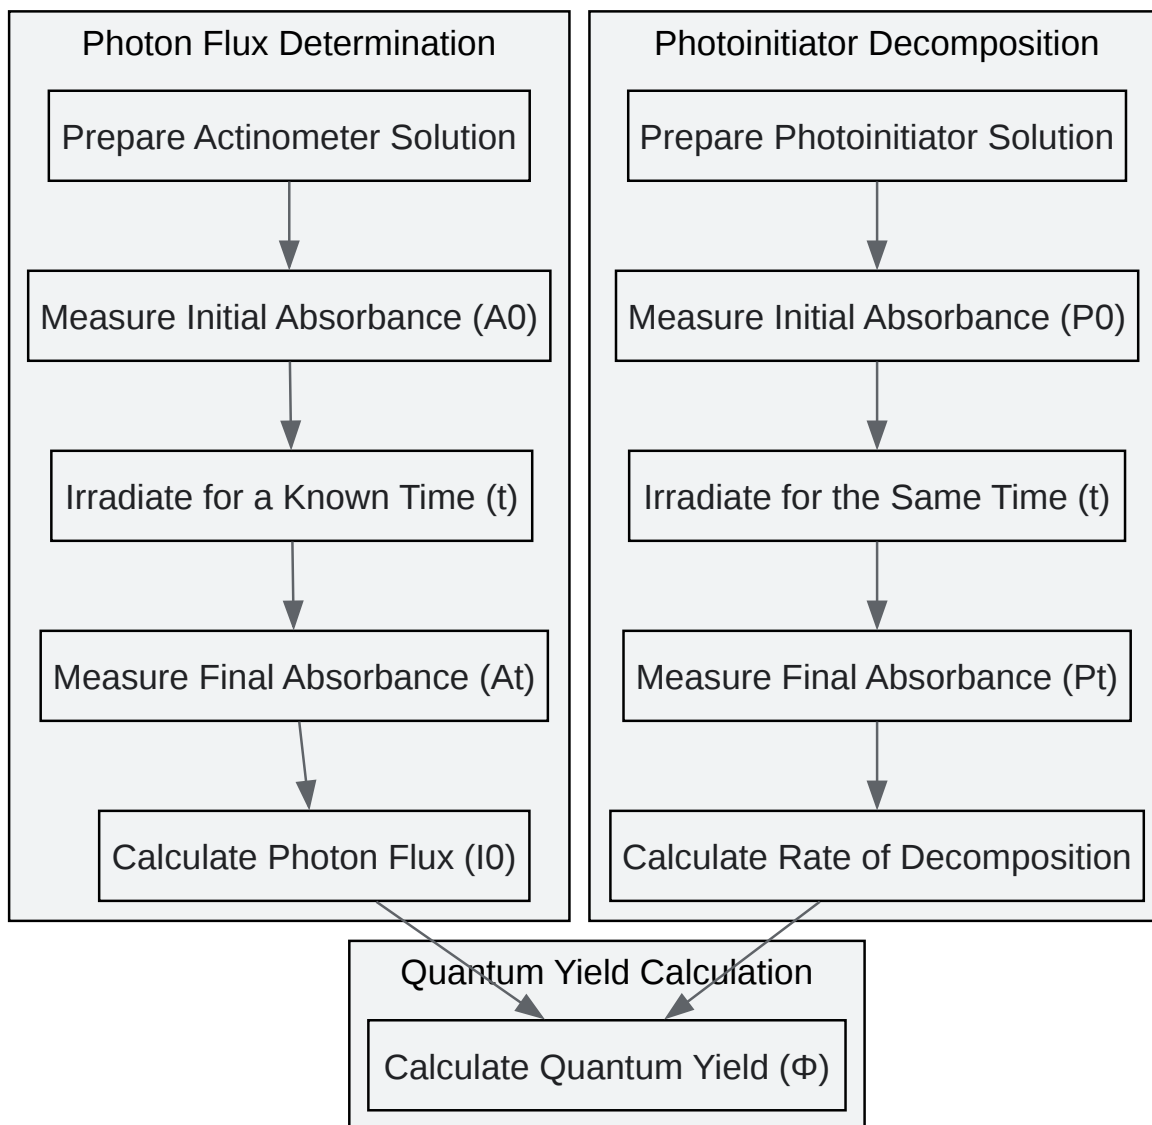 Photon Flux Determination
Prepare Actinometer Solution
Measure Initial Absorbance (A0)
Irradiate for a Known Time (t)
Measure Final Absorbance (At)
Calculate Photon Flux (I0)
Photoinitiator Decomposition
Prepare Photoinitiator Solution
Measure Initial Absorbance (P0)
Irradiate for the Same Time (t)
Measure Final Absorbance (Pt)
Calculate Rate of Decomposition
Quantum Yield Calculation
Calculate Quantum Yield (Φ)